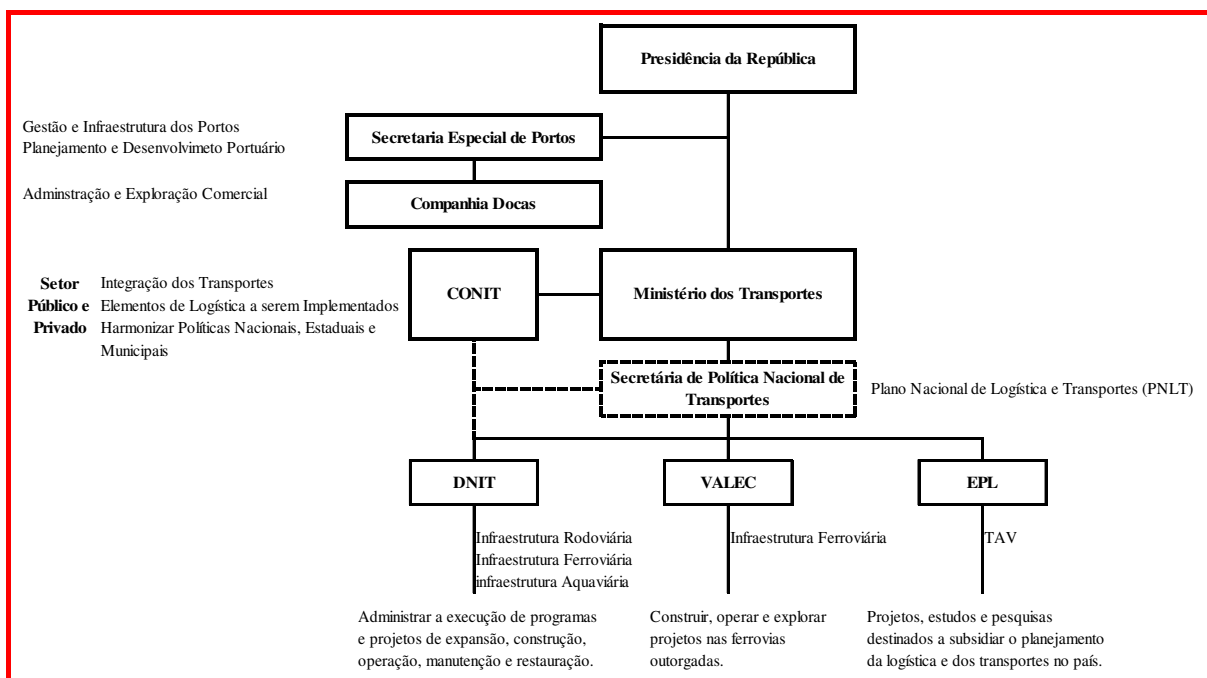 Presidência da República
Gestão e Infraestrutura dos Portos
Planejamento e Desenvolvimeto Portuário
Secretaria Especial de Portos
Adminstração e Exploração Comercial
Companhia Docas
Setor
Público e
Privado
Integração dos Transportes
Elementos de Logística a serem Implementados
Harmonizar Políticas Nacionais, Estaduais e
Municipais
CONIT
Ministério dos Transportes
Secretária de Política Nacional de
Transportes
Plano Nacional de Logística e Transportes (PNLT)
DNIT
VALEC
EPL
Infraestrutura Rodoviária
Infraestrutura Ferroviária
infraestrutura Aquaviária
Infraestrutura Ferroviária
TAV
Administrar a execução de programas
e projetos de expansão, construção,
operação, manutenção e restauração.
Construir, operar e explorar
projetos nas ferrovias
outorgadas.
Projetos, estudos e pesquisas
destinados a subsidiar o planejamento
da logística e dos transportes no país.